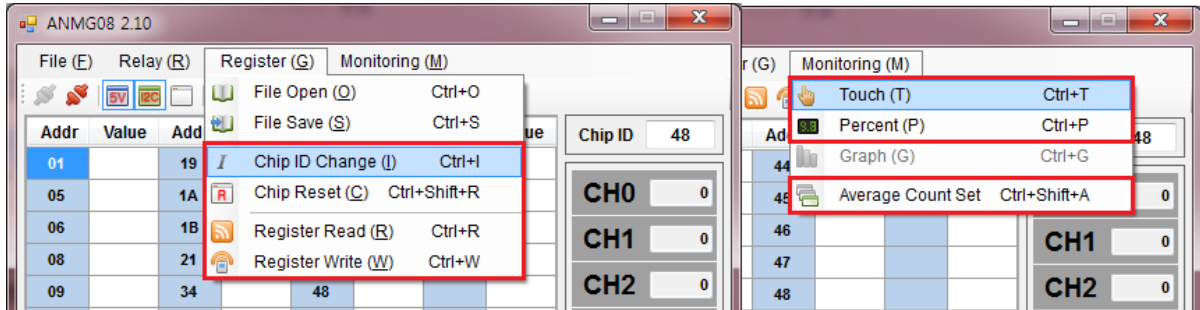 ANMG08 2.10
File (F) Relay (R) Register (G) Monitoring (M)
5V I2C
File Open (O) Ctrl+O
File Save (S) Ctrl+S
Chip ID Change (I) Ctrl+I
Chip Reset (C) Ctrl+Shift+R
Register Read (R) Ctrl+R
Register Write (W) Ctrl+W
Addr Value Add ue
01 19
05 1A
06 1B
08 21
09 34 48
Chip ID 48
CH0 0
CH1 0
CH2 0
r (G) Monitoring (M)
Touch (T) Ctrl+T
Percent (P) Ctrl+P
Graph (G) Ctrl+G
Average Count Set Ctrl+Shift+A
Ad 48
44
45 0
46
CH1 0
47
48
CH2 0